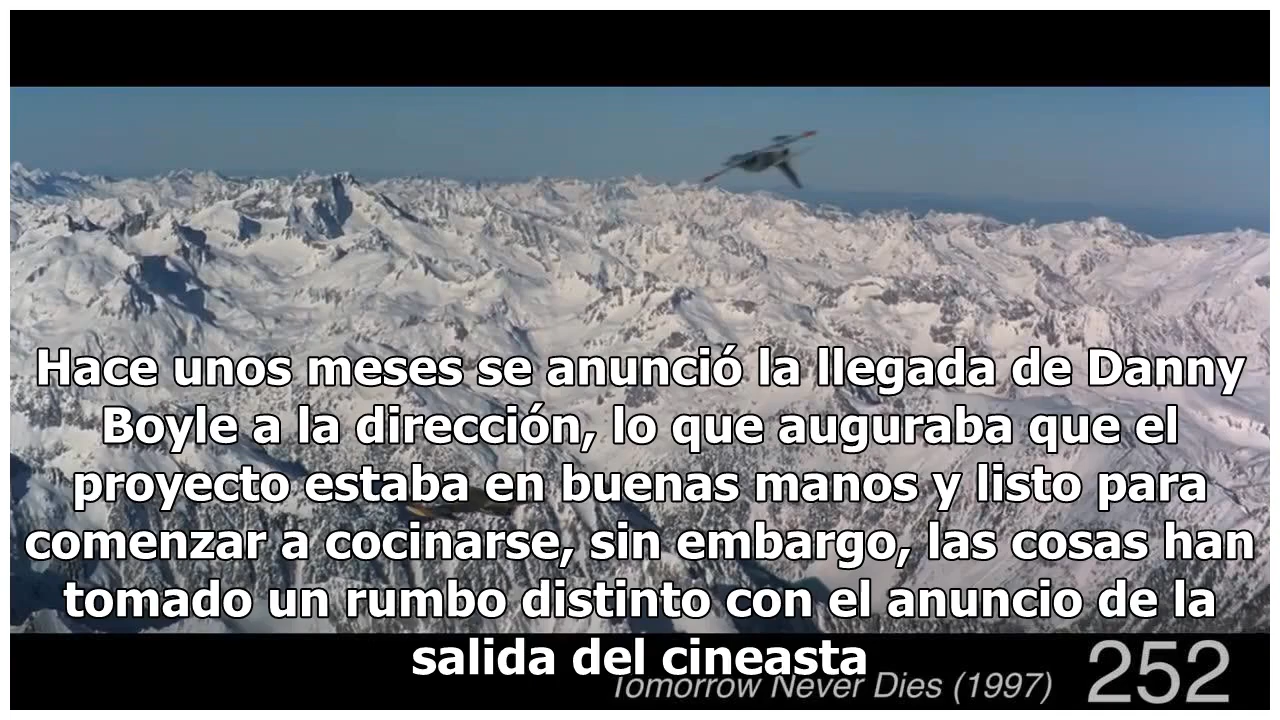 Hace unos meses se anunció la llegada de Danny
Boyle a la dirección, lo que auguraba que el
proyecto estaba en buenas manos y listo para
comenzar a cocinarse, sin embargo, las cosas han
tomado un rumbo distinto con el anuncio de la
salida del cineasta
Tomorrow Never Dies (1997) 252